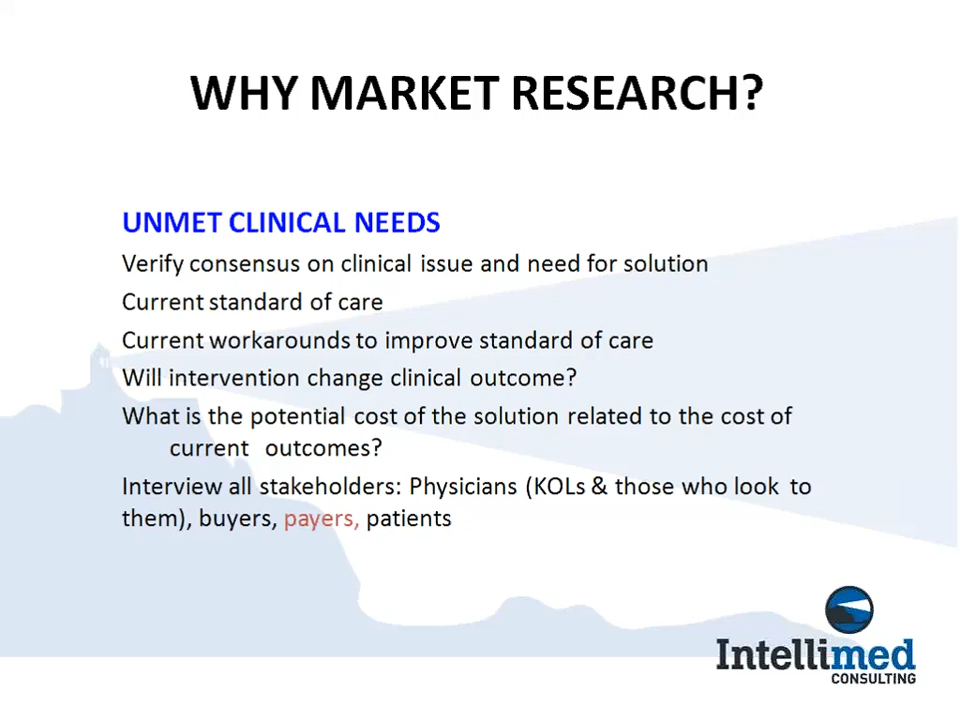 WHY MARKET RESEARCH?
UNMET CLINICAL NEEDS
Verify consensus on clinical issue and need for solution
Current standard of care
Current workarounds to improve standard of care
Will intervention change clinical outcome?
What is the potential cost of the solution related to the cost of
current outcomes?
Interview all stakeholders: Physicians (KOLs & those who look to
them), buyers, payers, patients
Intellimed
CONSULTING